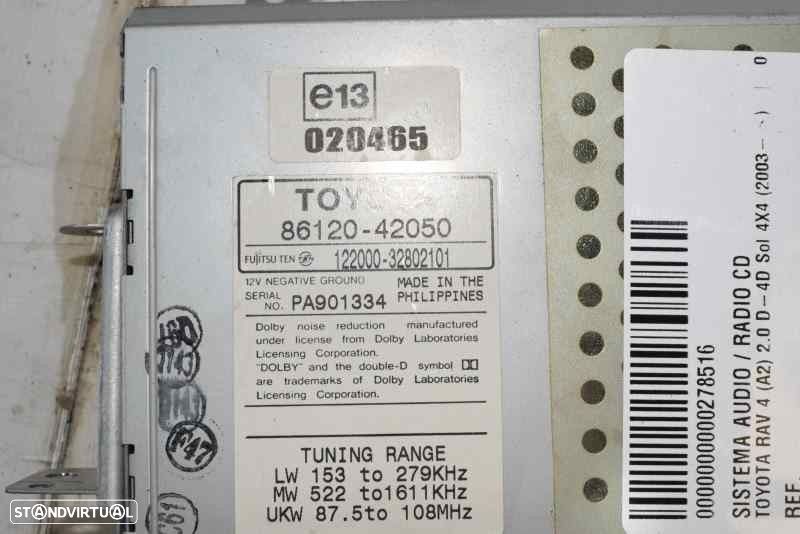 e13
020465
86120-42050
FUJITSU TEN 122000-32802101
12V NEGATIVE GROUND
SERIAL NO. PA901334
MADE IN THE PHILIPPINES
Dolby noise reduction manufactured
under license from Dolby Laboratories
Licensing Corporation.
"DOLBY" and the double-D symbol
are trademarks of Dolby Laboratories
Licensing Corporation.
TUNING RANGE
LW 153 to 279KHz
MW 522 to1611KHz
UKW 87.5to 108MHz
F47
C61
0000000000278516
SISTEMA AUDIO / RADIO CD
TOYOTA RAV 4 (A2) 2.0 D-4D Sol 4X4 (2003- ) 0
REF.
STANDVIRTUAL